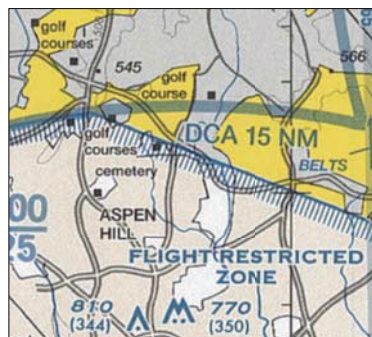 golf
courses
545
566
golf
course
DCA 15 NM
golf
courses
BELTS
cemetery
00
25
ASPEN
HILL
FLIGHT RESTRICTED
ZONE
810
(344)
770
(350)